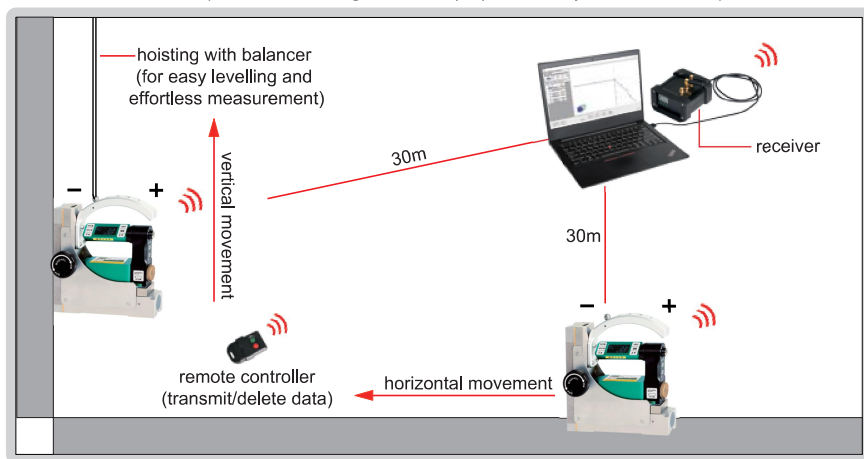 hoisting with balancer
(for easy levelling and
effortless measurement)
30m
receiver
vertical movement
− +
30m
− +
remote controller
(transmit/delete data)
horizontal movement